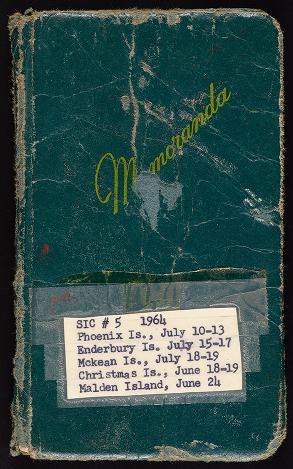 Memoranda
SIC # 5 1964
Phoenix Is., July 10-13
Enderbury Is. July 15-17
Mckean Is., July 18-19
Christmas Is., June 18-19
Malden Island, June 24